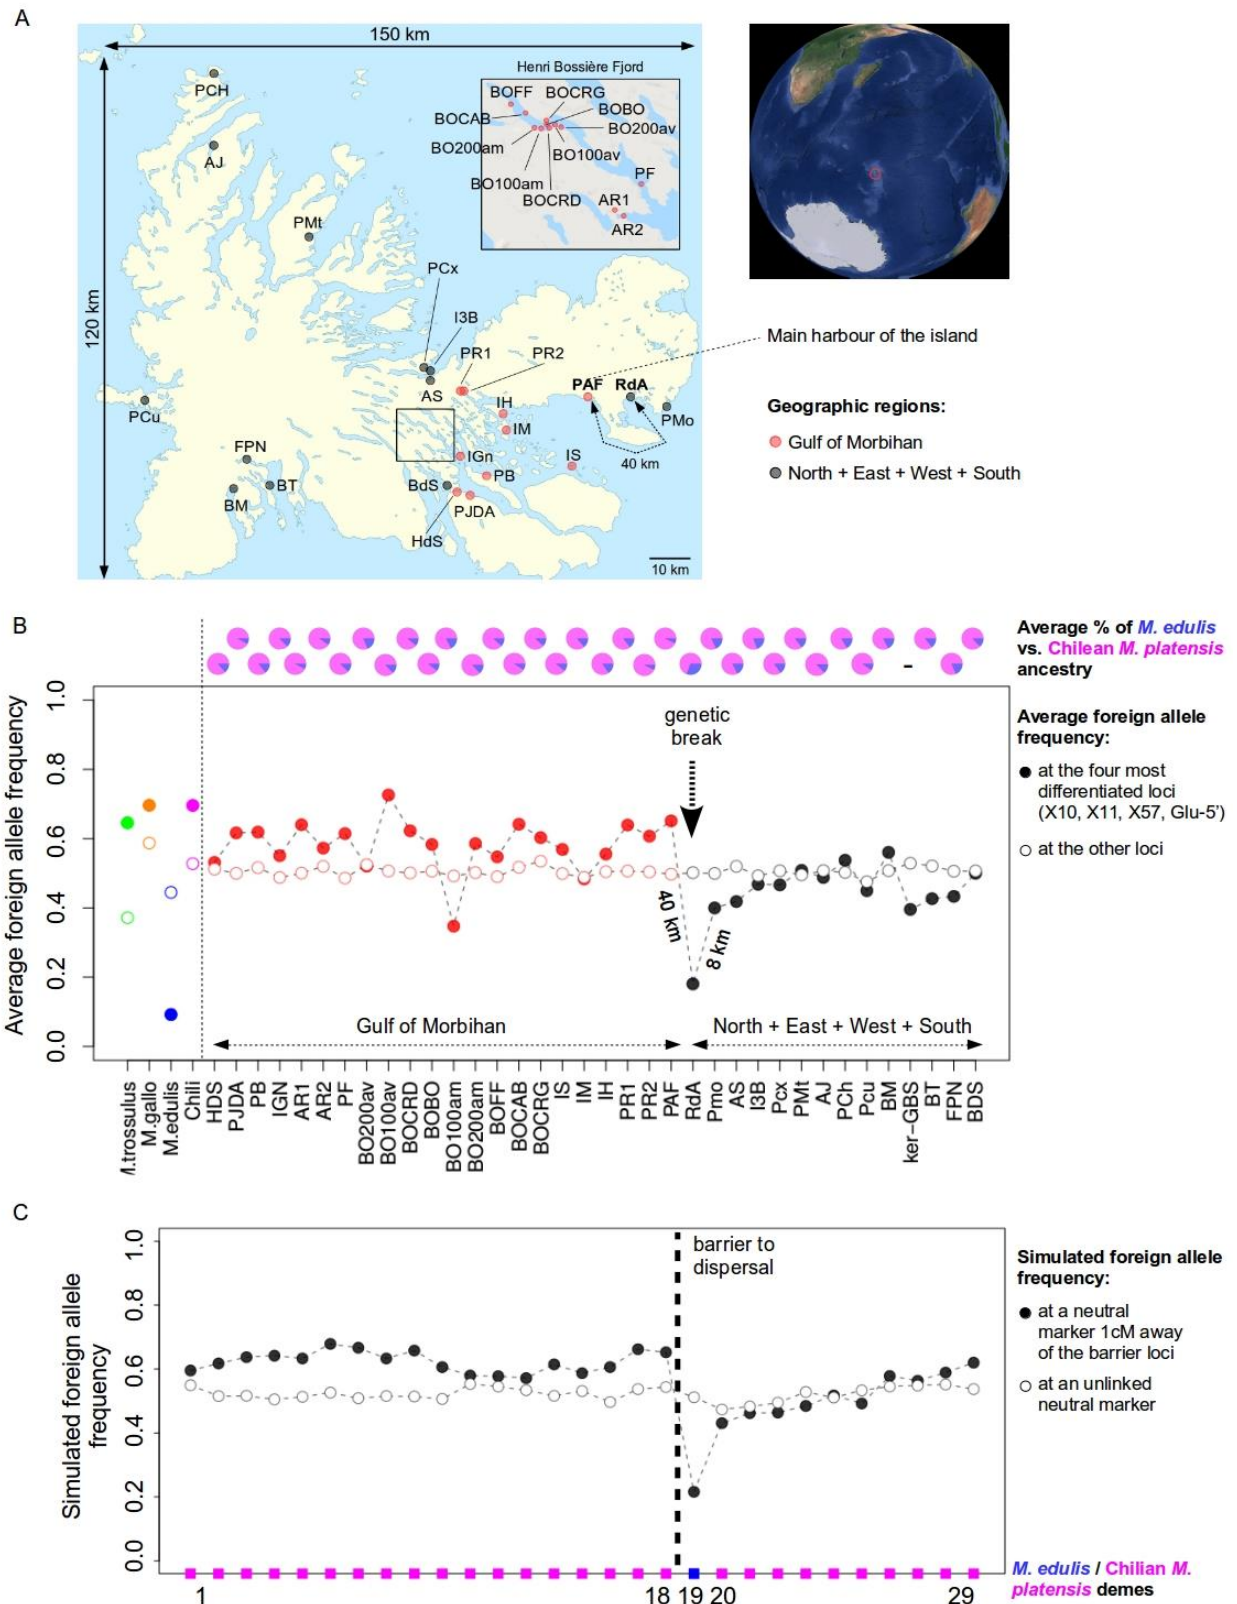 A
150 km
120 km
PCH
AJ
PMt
Henri Bossière Fjord
BOFF
BOCRG
BOCAB
BOBO
BO200av
BO200am
BO100av
BO100am
BOCRD
PF
AR1
AR2
PCx
I3B
PR1
PR2
AS
IH
IM
PAF
RdA
PMo
40 km
PCu
FPN
BT
BM
IGn
IS
PB
BdS
PJDA
HdS
10 km
Main harbour of the island
Geographic regions:
Gulf of Morbihan
North + East + West + South
B
Average % of M. edulis
vs. Chilean M. platensis
ancestry
Average foreign allele frequency
1.0
0.8
0.6
0.4
0.2
0.0
genetic
break
40 km
8 km
Gulf of Morbihan
North + East + West + South
Average foreign allele
frequency:
at the four most
differentiated loci
(X10, X11, X57, Glu-5')
at the other loci
M.trossulus
M.gallo
M.edulis
Chili
HDS
PJDA
PB
IGN
AR1
AR2
PF
BO200av
BO100av
BOCRD
BOBO
BO100am
BO200am
BOFF
BOCAB
BOCRG
IS
IM
IH
PR1
PR2
PAF
RdA
Pmo
AS
I3B
Pcx
PMt
AJ
PCh
Pcu
BM
ker-GBS
BT
FPN
BDS
C
Simulated foreign allele
frequency
1.0
0.8
0.6
0.4
0.2
0.0
barrier to
dispersal
Simulated foreign allele
frequency:
at a neutral
marker 1cM away
of the barrier loci
at an unlinked
neutral marker
M. edulis / Chilian M.
platensis demes
1
18 19 20
29